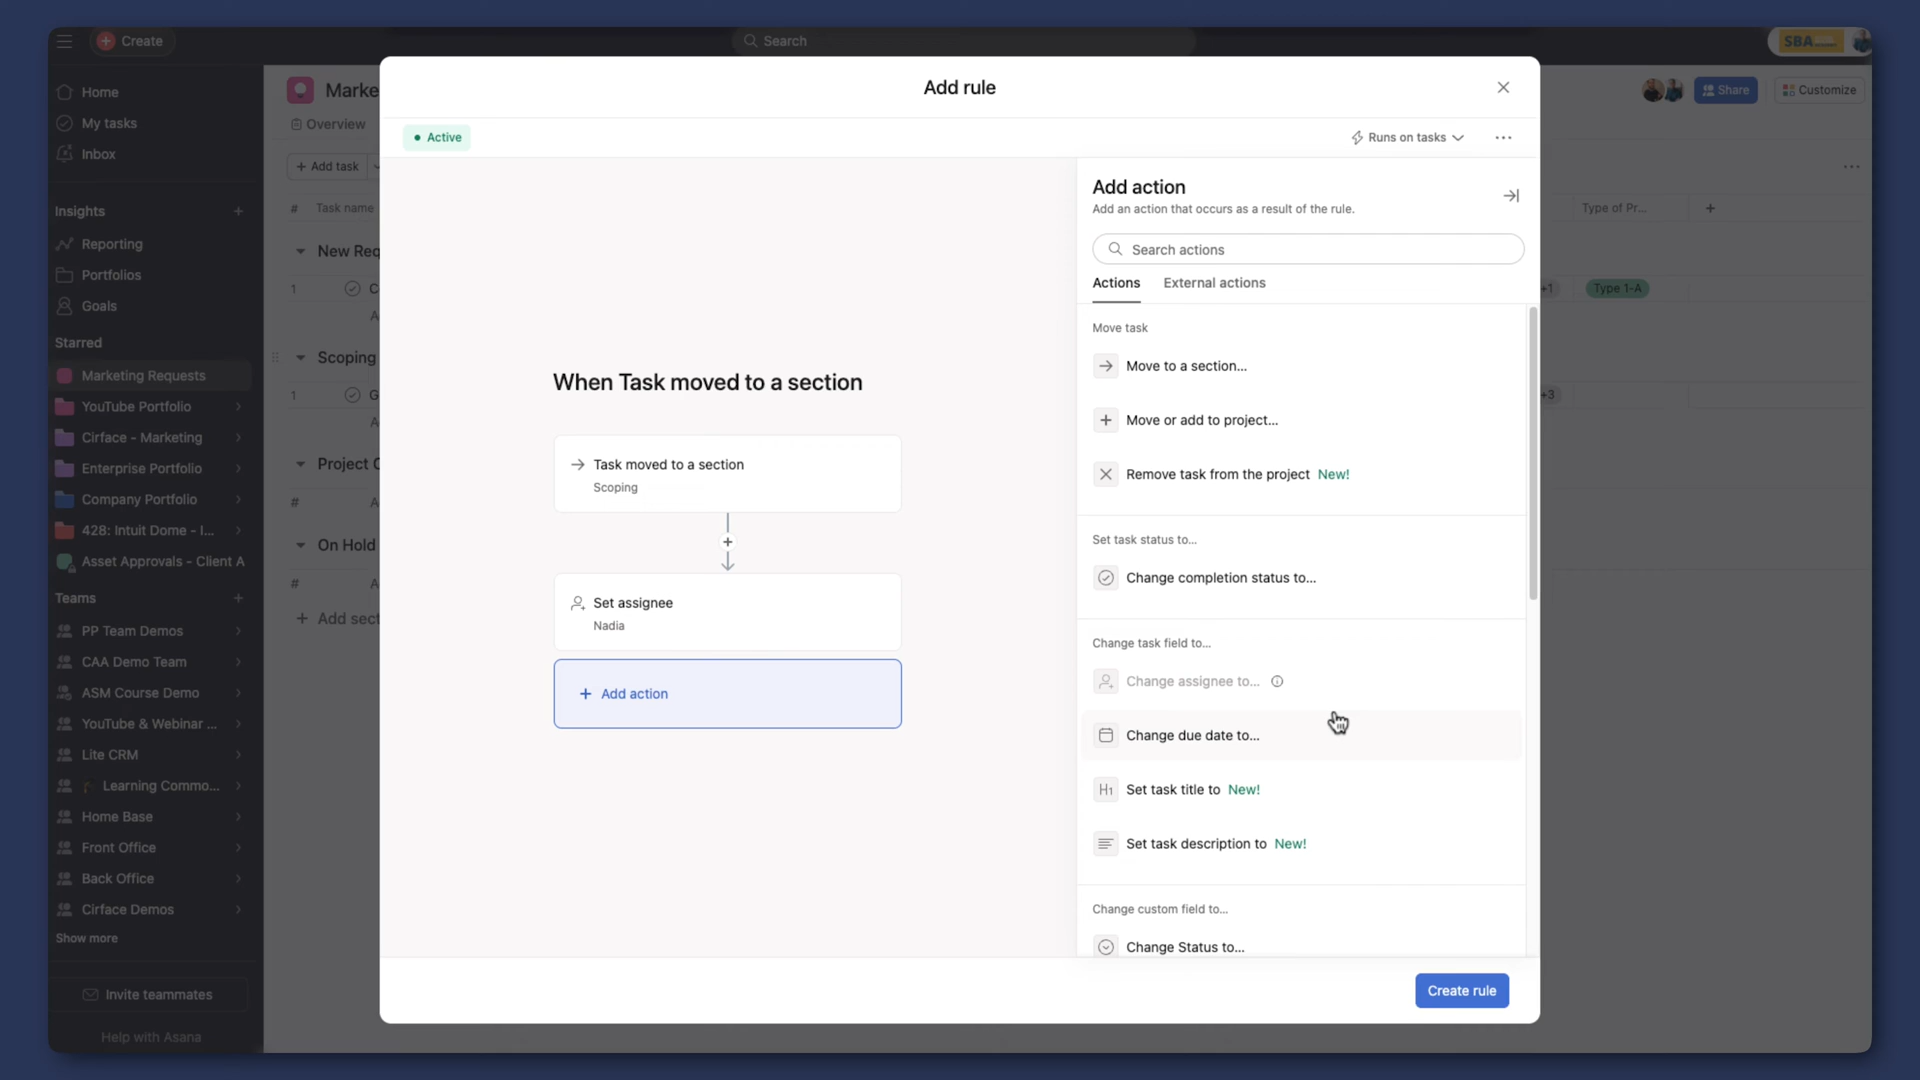 Create
Search
SBA
Home
My tasks
Inbox
Insights
Reporting
Portfolios
Goals
Starred
Marketing Requests
YouTube Portfolio
Cirface - Marketing
Enterprise Portfolio
Company Portfolio
428: Intuit Dome - I...
Asset Approvals - Client A
Teams
PP Team Demos
CAA Demo Team
ASM Course Demo
YouTube & Webinar ...
Lite CRM
Learning Commo...
Home Base
Front Office
Back Office
Cirface Demos
Show more
Invite teammates
Help with Asana
Marke
Overview
+ Add task
# Task name
New Req
1 C
A
Scoping
1 G
A
Project C
# A
On Hold
# A
+ Add sect
Share
Customize
Type of Pr... +
+1 Type 1-A
+3
Add rule
Active
Runs on tasks
When Task moved to a section
Task moved to a section
Scoping
+
Set assignee
Nadia
+ Add action
Add action
Add an action that occurs as a result of the rule.
Search actions
Actions External actions
Move task
Move to a section...
Move or add to project...
Remove task from the project New!
Set task status to...
Change completion status to...
Change task field to...
Change assignee to...
Change due date to...
H1 Set task title to New!
Set task description to New!
Change custom field to...
Change Status to...
Create rule